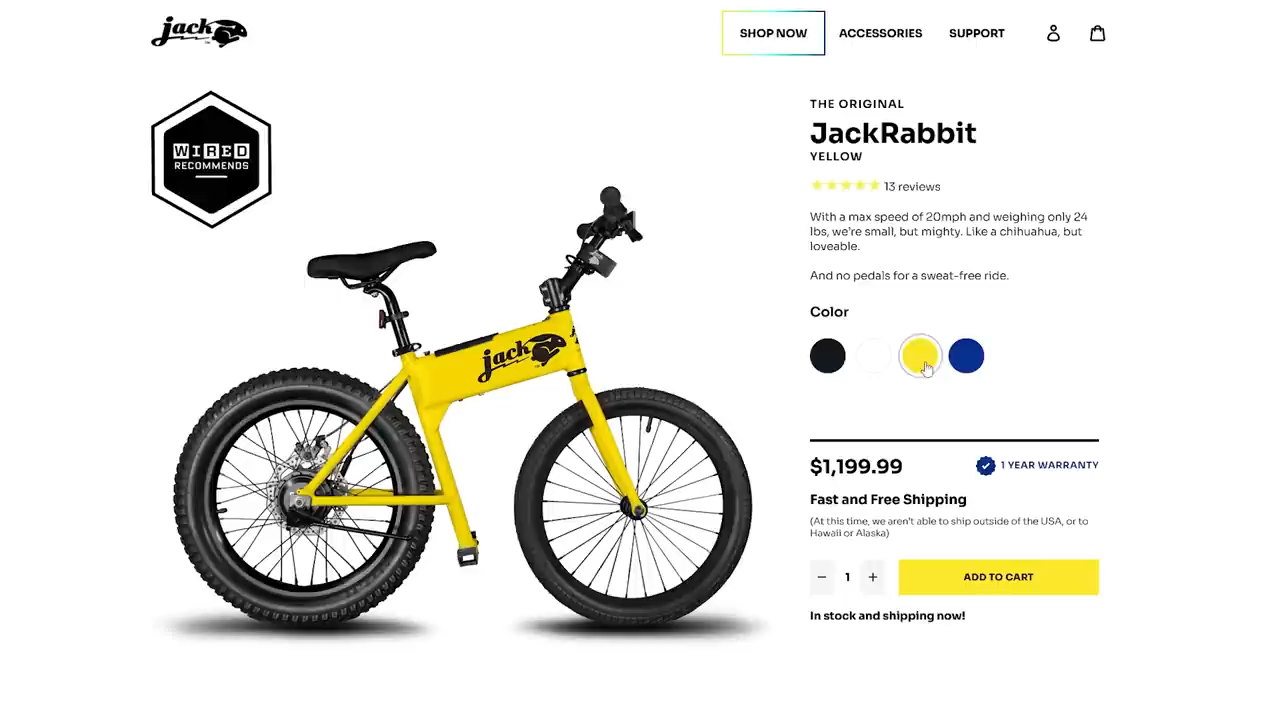 jack
SHOP NOW
ACCESSORIES
SUPPORT
WIRED
RECOMMENDS
THE ORIGINAL
JackRabbit
YELLOW
13 reviews
With a max speed of 20mph and weighing only 24
lbs, we're small, but mighty. Like a chihuahua, but
loveable.
And no pedals for a sweat-free ride.
Color
jack
$1,199.99
1 YEAR WARRANTY
Fast and Free Shipping
(At this time, we aren't able to ship outside of the USA, or to
Hawaii or Alaska)
− 1 +
ADD TO CART
In stock and shipping now!